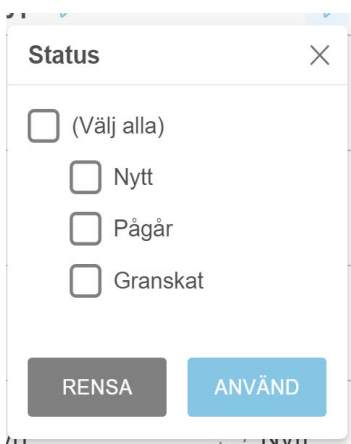 Status
(Välj alla)
Nytt
Pågår
Granskat
RENSA
ANVÄND